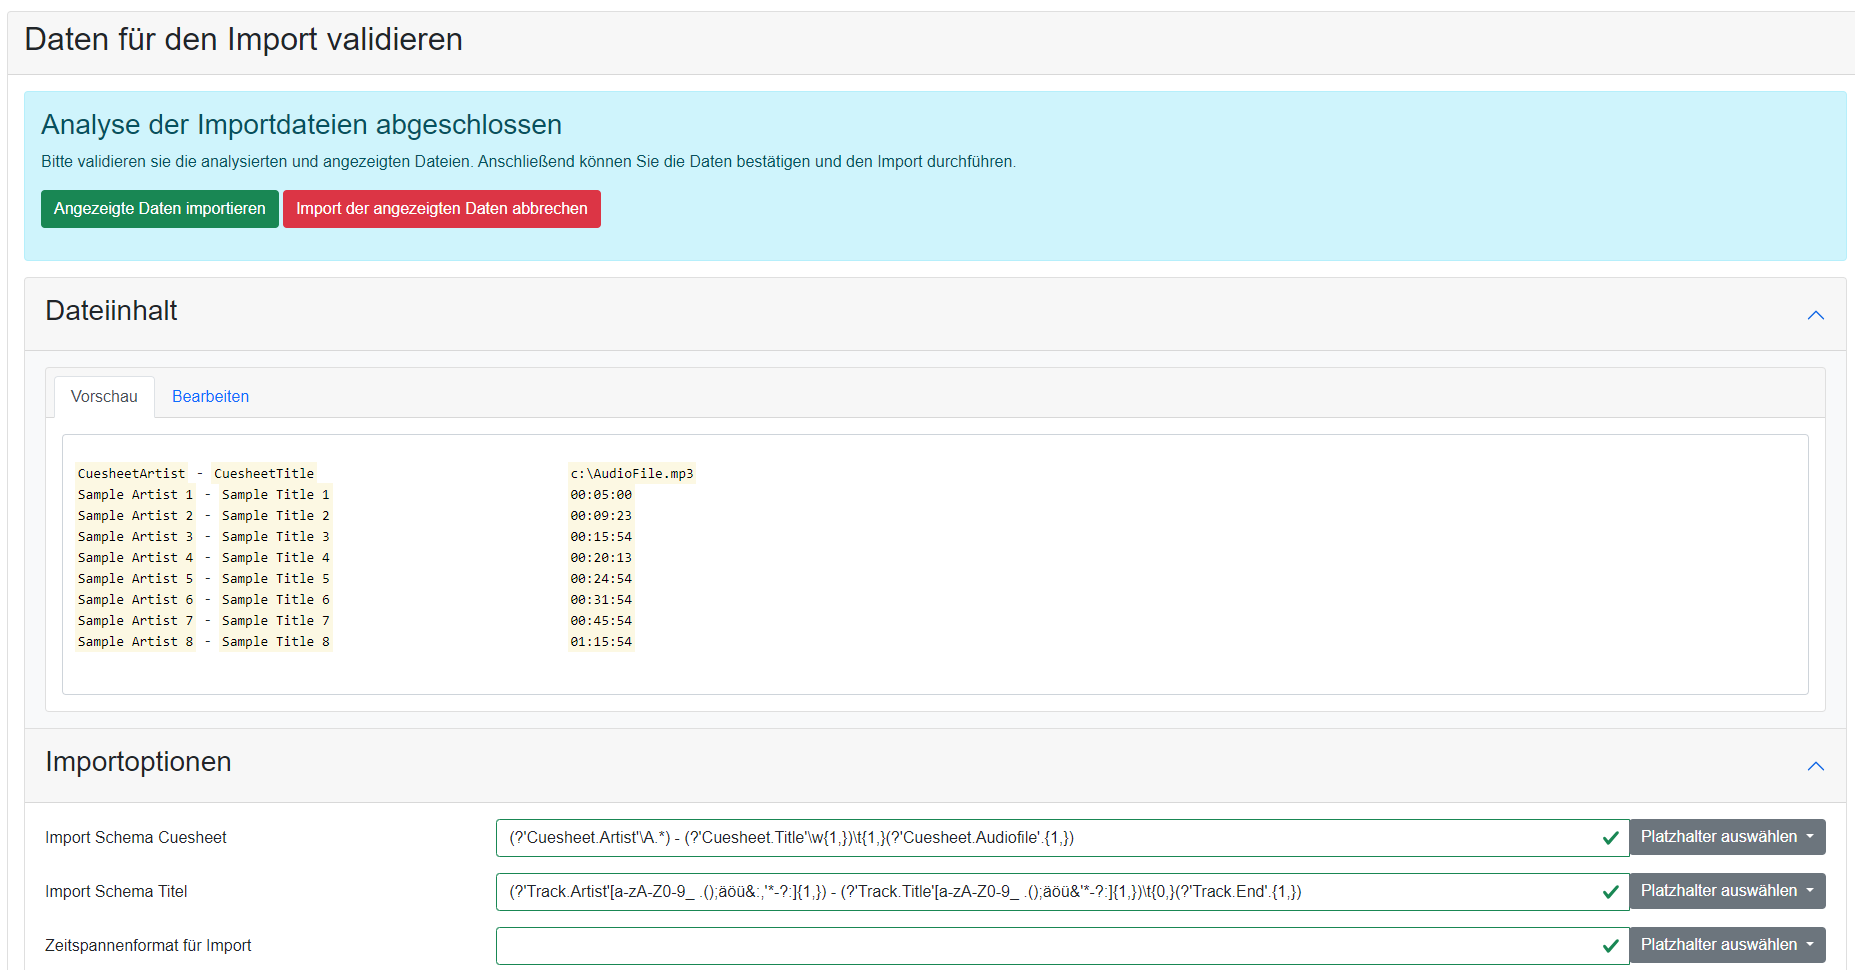 Daten für den Import validieren
Analyse der Importdateien abgeschlossen
Bitte validieren sie die analysierten und angezeigten Dateien. Anschließend können Sie die Daten bestätigen und den Import durchführen.
Angezeigte Daten importieren Import der angezeigten Daten abbrechen
Dateiinhalt
Vorschau Bearbeiten
CuesheetArtist - CuesheetTitle c:\AudioFile.mp3
Sample Artist 1 - Sample Title 1 00:05:00
Sample Artist 2 - Sample Title 2 00:09:23
Sample Artist 3 - Sample Title 3 00:15:54
Sample Artist 4 - Sample Title 4 00:20:13
Sample Artist 5 - Sample Title 5 00:24:54
Sample Artist 6 - Sample Title 6 00:31:54
Sample Artist 7 - Sample Title 7 00:45:54
Sample Artist 8 - Sample Title 8 01:15:54
Importoptionen
Import Schema Cuesheet (?'Cuesheet.Artist'\A.*) - (?'Cuesheet.Title'\w{1,})\t{1,}(?'Cuesheet.Audiofile'.{1,}) Platzhalter auswählen
Import Schema Titel (?'Track.Artist'[a-zA-Z0-9_ .();äöü&:,'*-?:]{1,}) - (?'Track.Title'[a-zA-Z0-9_ .();äöü&'*-?:]{1,})\t{0,}(?'Track.End'.{1,}) Platzhalter auswählen
Zeitspannenformat für Import Platzhalter auswählen